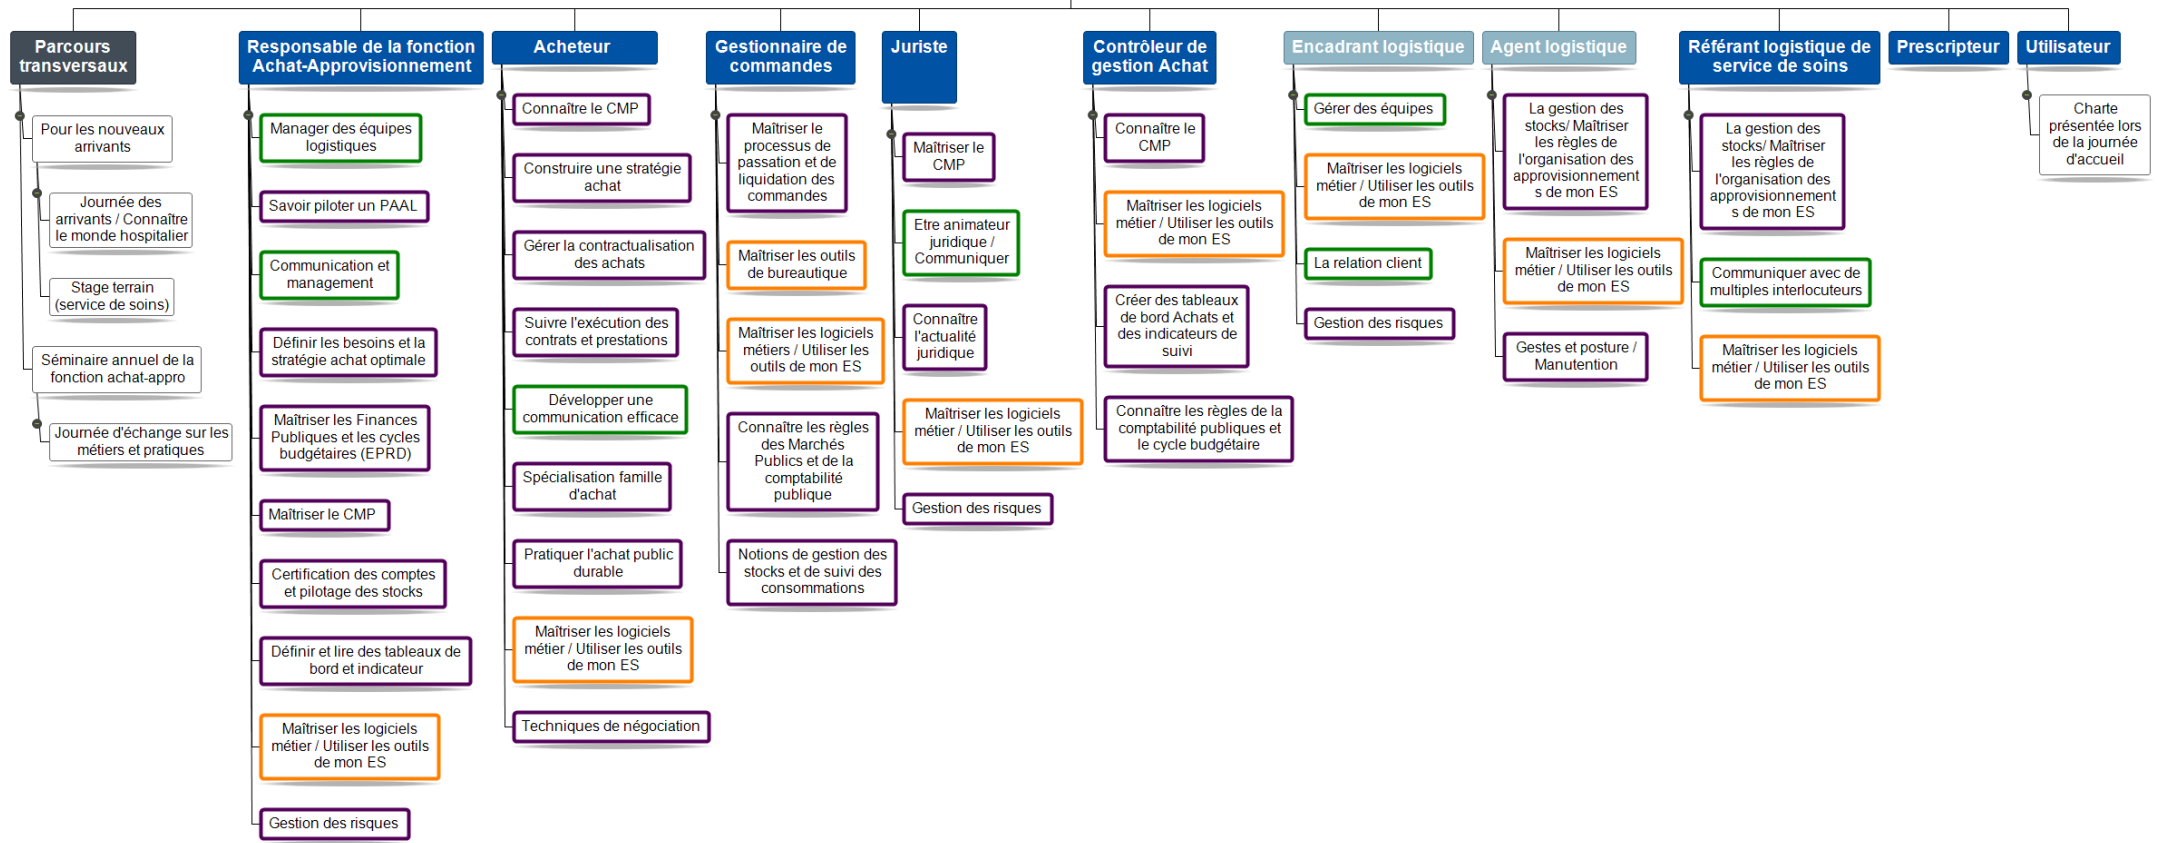 Parcours
transversaux
Pour les nouveaux
arrivants
Journée des
arrivants / Connaître
le monde hospitalier
Stage terrain
(service de soins)
Séminaire annuel de la
fonction achat-appro
Journée d'échange sur les
métiers et pratiques
Responsable de la fonction
Achat-Approvisionnement
Manager des équipes
logistiques
Savoir piloter un PAAL
Communication et
management
Définir les besoins et la
stratégie achat optimale
Maîtriser les Finances
Publiques et les cycles
budgétaires (EPRD)
Maîtriser le CMP
Certification des comptes
et pilotage des stocks
Définir et lire des tableaux de
bord et indicateur
Maîtriser les logiciels
métier / Utiliser les outils
de mon ES
Gestion des risques
Acheteur
Connaître le CMP
Construire une stratégie
achat
Gérer la contractualisation
des achats
Suivre l'exécution des
contrats et prestations
Développer une
communication efficace
Spécialisation famille
d'achat
Pratiquer l'achat public
durable
Maîtriser les logiciels
métier / Utiliser les outils
de mon ES
Techniques de négociation
Gestionnaire de
commandes
Maîtriser le
processus de
passation et de
liquidation des
commandes
Maîtriser les outils
de bureautique
Maîtriser les logiciels
métiers / Utiliser les
outils de mon ES
Connaître les règles
des Marchés
Publics et de la
comptabilité
publique
Notions de gestion des
stocks et de suivi des
consommations
Juriste
Maîtriser le
CMP
Etre animateur
juridique /
Communiquer
Connaître
l'actualité
juridique
Maîtriser les logiciels
métier / Utiliser les outils
de mon ES
Gestion des risques
Contrôleur de
gestion Achat
Connaître le
CMP
Maîtriser les logiciels
métier / Utiliser les outils
de mon ES
Créer des tableaux
de bord Achats et
des indicateurs de
suivi
Connaître les règles de la
comptabilité publiques et
le cycle budgétaire
Encadrant logistique
Gérer des équipes
Maîtriser les logiciels
métier / Utiliser les outils
de mon ES
La relation client
Gestion des risques
Agent logistique
La gestion des
stocks/ Maîtriser
les règles de
l'organisation des
approvisionnement
s de mon ES
Maîtriser les logiciels
métier / Utiliser les outils
de mon ES
Gestes et posture /
Manutention
Référant logistique de
service de soins
La gestion des
stocks/ Maîtriser
les règles de
l'organisation des
approvisionnement
s de mon ES
Communiquer avec de
multiples interlocuteurs
Maîtriser les logiciels
métier / Utiliser les outils
de mon ES
Prescripteur
Utilisateur
Charte
présentée lors
de la journée
d'accueil